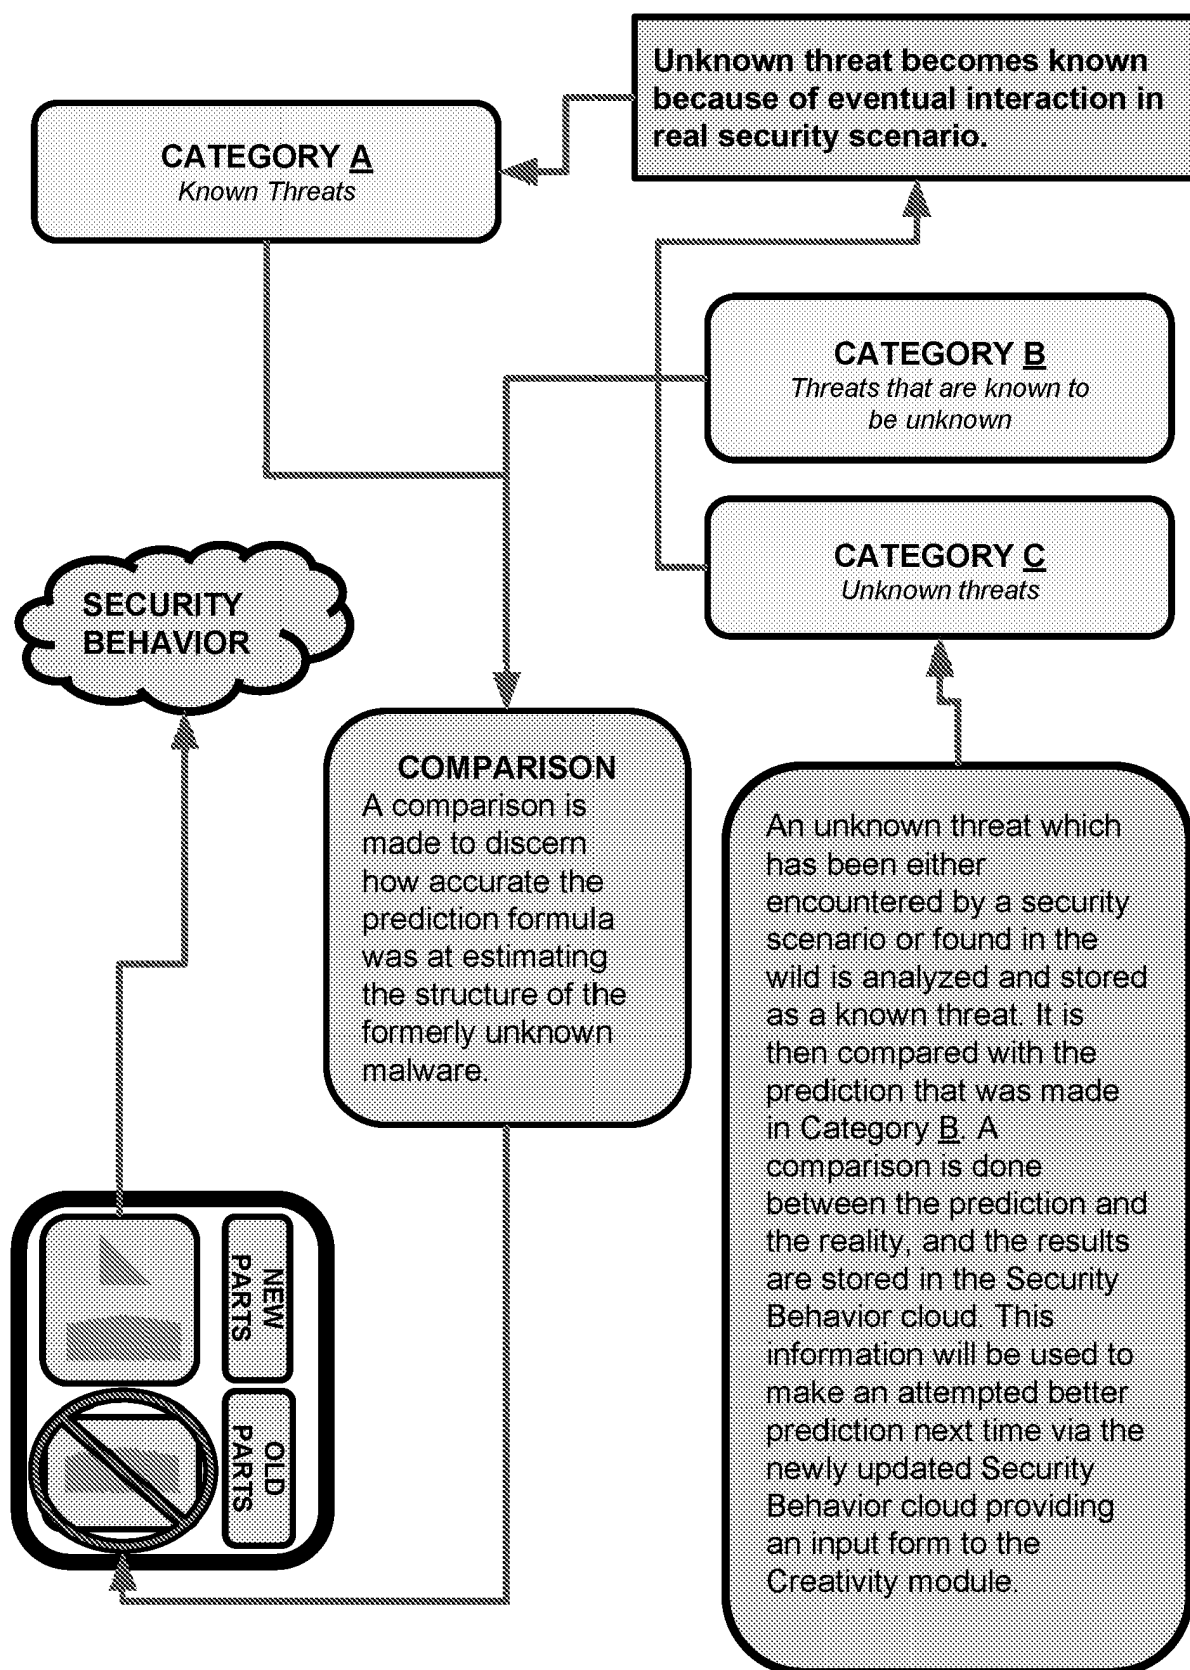 Unknown threat becomes known
because of eventual interaction in
real security scenario.
CATEGORY A
Known Threats
CATEGORY B
Threats that are known to
be unknown
CATEGORY C
Unknown threats
SECURITY
BEHAVIOR
COMPARISON
A comparison is
made to discern
how accurate the
prediction formula
was at estimating
the structure of the
formerly unknown
malware.
An unknown threat which
has been either
encountered by a security
scenario or found in the
wild is analyzed and stored
as a known threat. It is
then compared with the
prediction that was made
in Category B. A
comparison is done
between the prediction and
the reality, and the results
are stored in the Security
Behavior cloud. This
information will be used to
make an attempted better
prediction next time via the
newly updated Security
Behavior cloud providing
an input form to the
Creativity module.
NEW
PARTS
OLD
PARTS